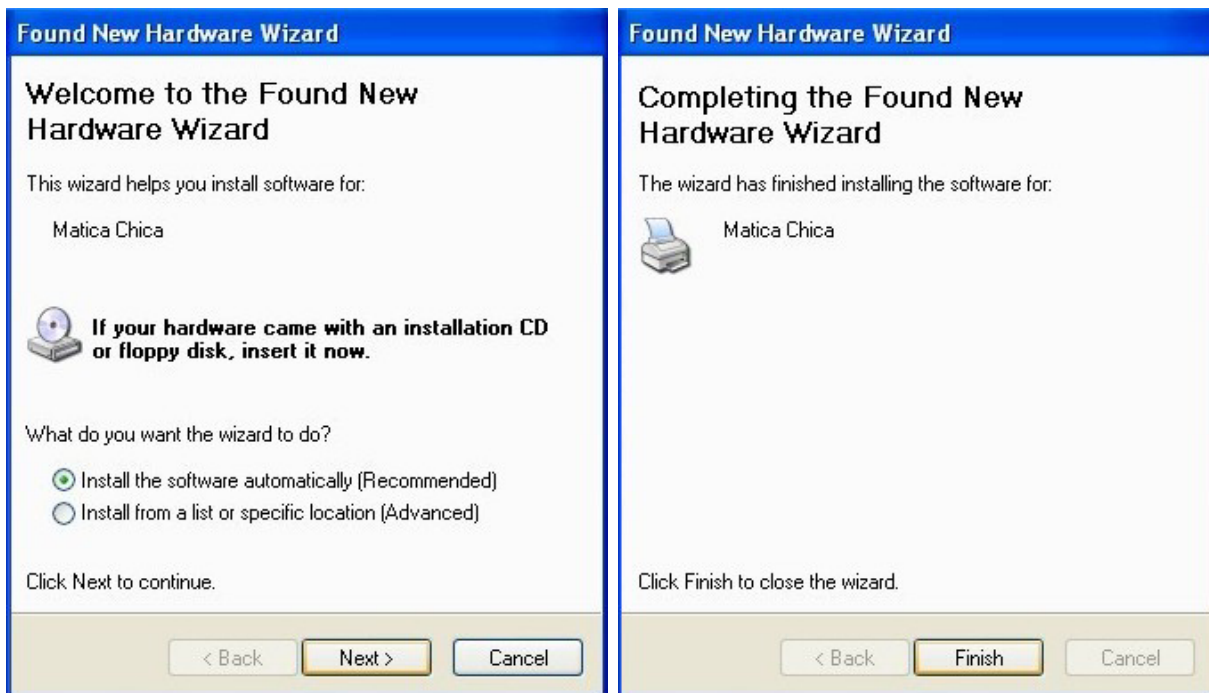 Found New Hardware Wizard
Welcome to the Found New
Hardware Wizard
This wizard helps you install software for:
Matica Chica
If your hardware came with an installation CD
or floppy disk, insert it now.
What do you want the wizard to do?
Install the software automatically (Recommended)
Install from a list or specific location (Advanced)
Click Next to continue.
< Back
Next >
Cancel
Found New Hardware Wizard
Completing the Found New
Hardware Wizard
The wizard has finished installing the software for:
Matica Chica
Click Finish to close the wizard.
< Back
Finish
Cancel